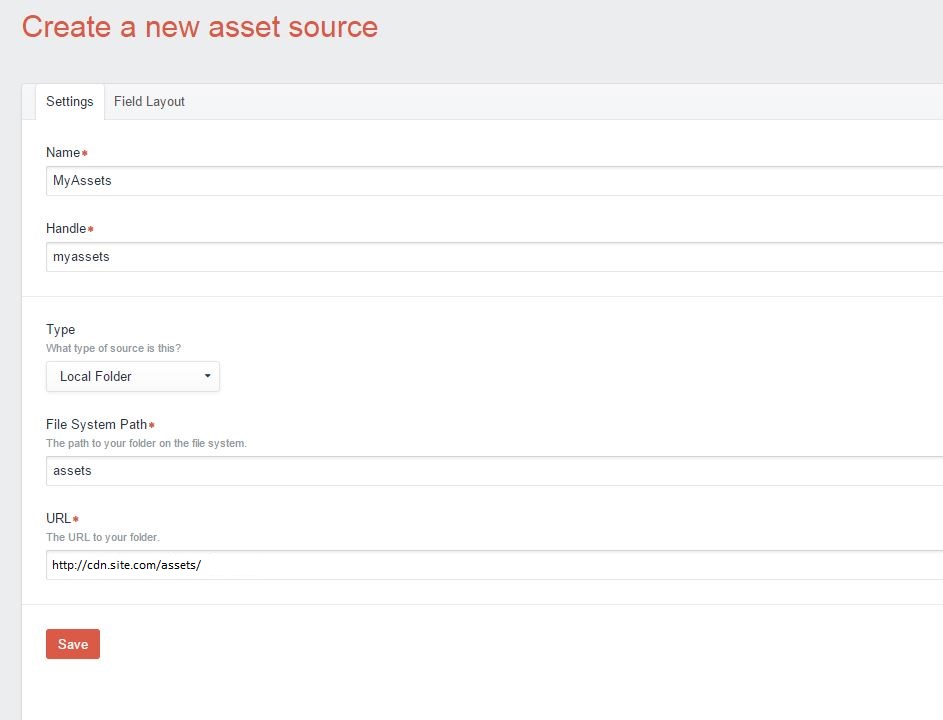 Create a new asset source
Settings Field Layout
Name*
MyAssets
Handle*
myassets
Type
What type of source is this?
Local Folder
File System Path*
The path to your folder on the file system.
assets
URL*
The URL to your folder.
http://cdn.site.com/assets/
Save